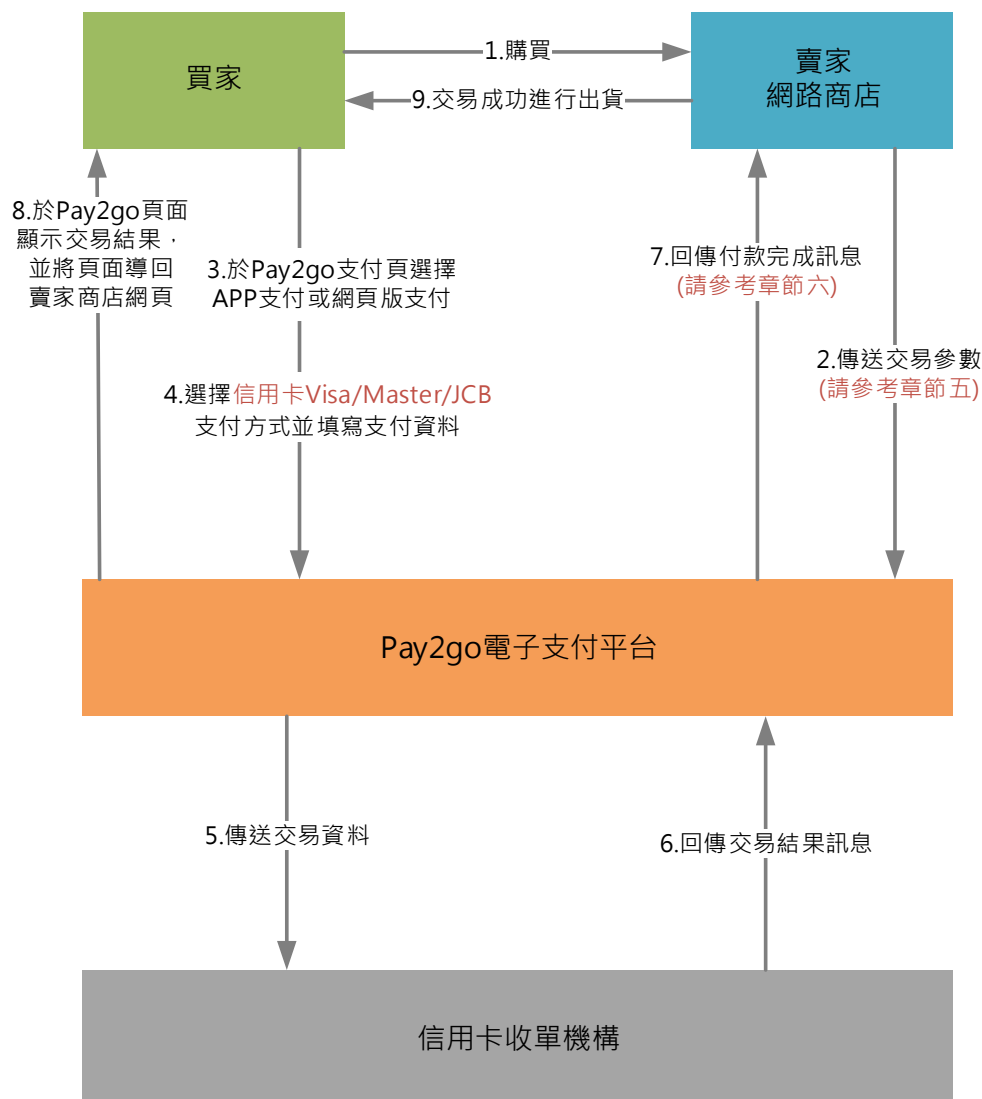 買家
1.購買
賣家
網路商店
9.交易成功進行出貨
8.於Pay2go頁面
顯示交易結果，
並將頁面導回
賣家商店網頁
3.於Pay2go支付頁選擇
APP支付或網頁版支付
7.回傳付款完成訊息
(請參考章節六)
4.選擇信用卡Visa/Master/JCB
支付方式並填寫支付資料
2.傳送交易參數
(請參考章節五)
Pay2go電子支付平台
5.傳送交易資料
6.回傳交易結果訊息
信用卡收單機構